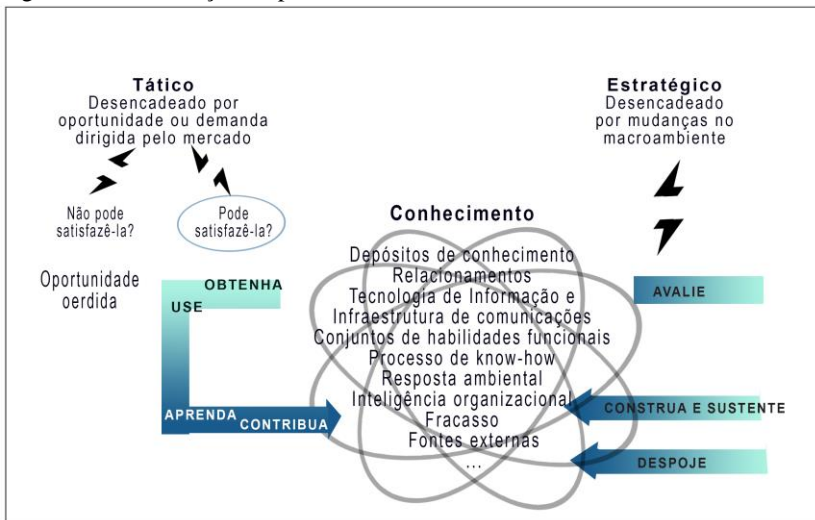 Tático
Desencadeado por
oportunidade ou demanda
dirigida pelo mercado
Não pode
satisfazê-la?
Pode
satisfazê-la?
Oportunidade
oerdida
OBTENHA
USE
APRENDA
CONTRIBUA
Conhecimento
Depósitos de conhecimento
Relacionamentos
Tecnologia de Informação e
Infraestrutura de comunicações
Conjuntos de habilidades funcionais
Processo de know-how
Resposta ambiental
Inteligência organizacional
Fracasso
Fontes externas
...
Estratégico
Desencadeado
por mudanças no
macroambiente
AVALIE
CONSTRUA E SUSTENTE
DESPOJE